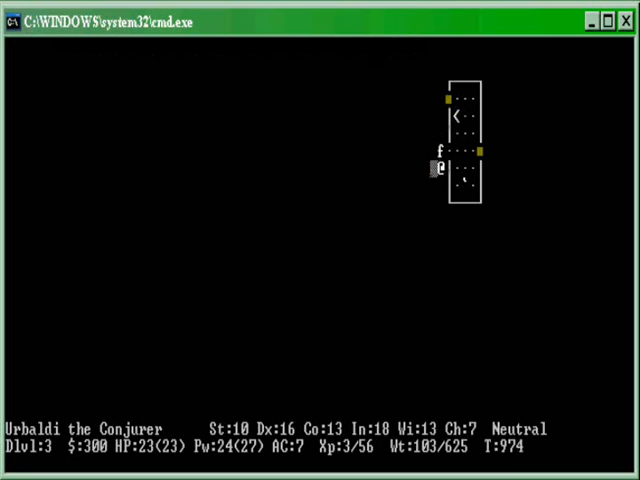 C:\WINDOWS\system32\cmd.exe
Urbaldi the Conjurer St:10 Dx:16 Co:13 In:18 Wi:13 Ch:7 Neutral
Dlvl:3 $:300 HP:23(23) Pw:24(27) AC:7 Xp:3/56 Wt:103/625 T:974